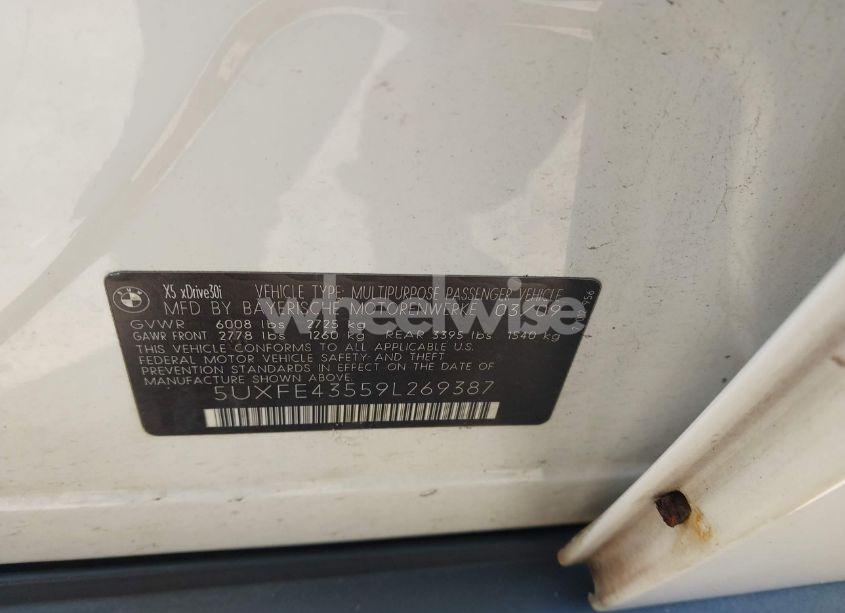 X5 xDrive30i VEHICLE TYPE: MULTIPURPOSE PASSENGER VEHICLE
MFD BY BAYERISCHE MOTORENWERKE 03/09
GVWR 6008 lbs 2725 kg
GAWR FRONT 2778 lbs 1260 kg REAR 3395 lbs 1540 kg
THIS VEHICLE CONFORMS TO ALL APPLICABLE U.S.
FEDERAL MOTOR VEHICLE SAFETY AND THEFT
PREVENTION STANDARDS IN EFFECT ON THE DATE OF
MANUFACTURE SHOWN ABOVE
5UXFE43559L269387
wheelwise